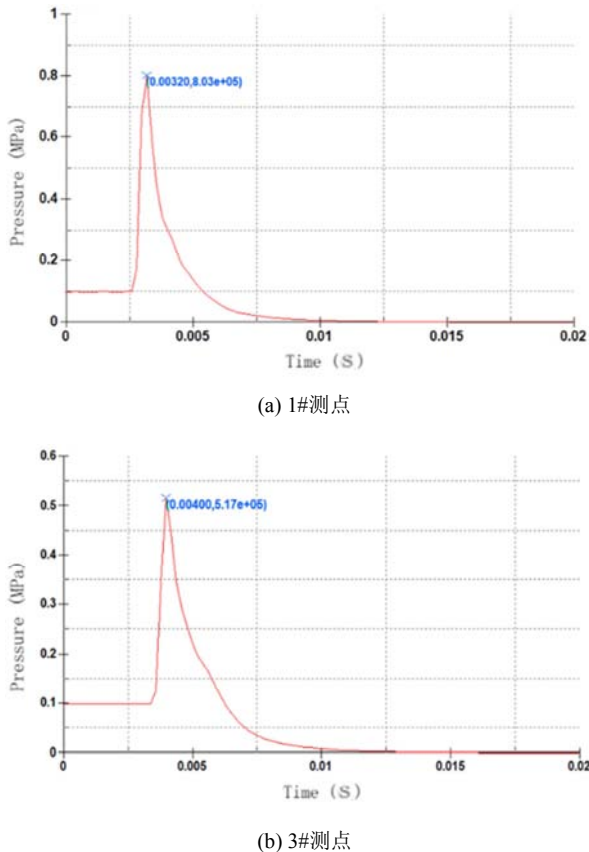 1
0.8
(0.00320,8.03e+05)
0.6
0.4
0.2
0
Pressure (MPa)
0 0.005 0.010 0.015 0.02
Time (S)
(a) 1#测点
0.6
0.5
(0.00400,5.17e+05)
0.4
0.3
0.2
0.1
0
Pressure (MPa)
0 0.005 0.01 0.015 0.02
Time (S)
(b) 3#测点